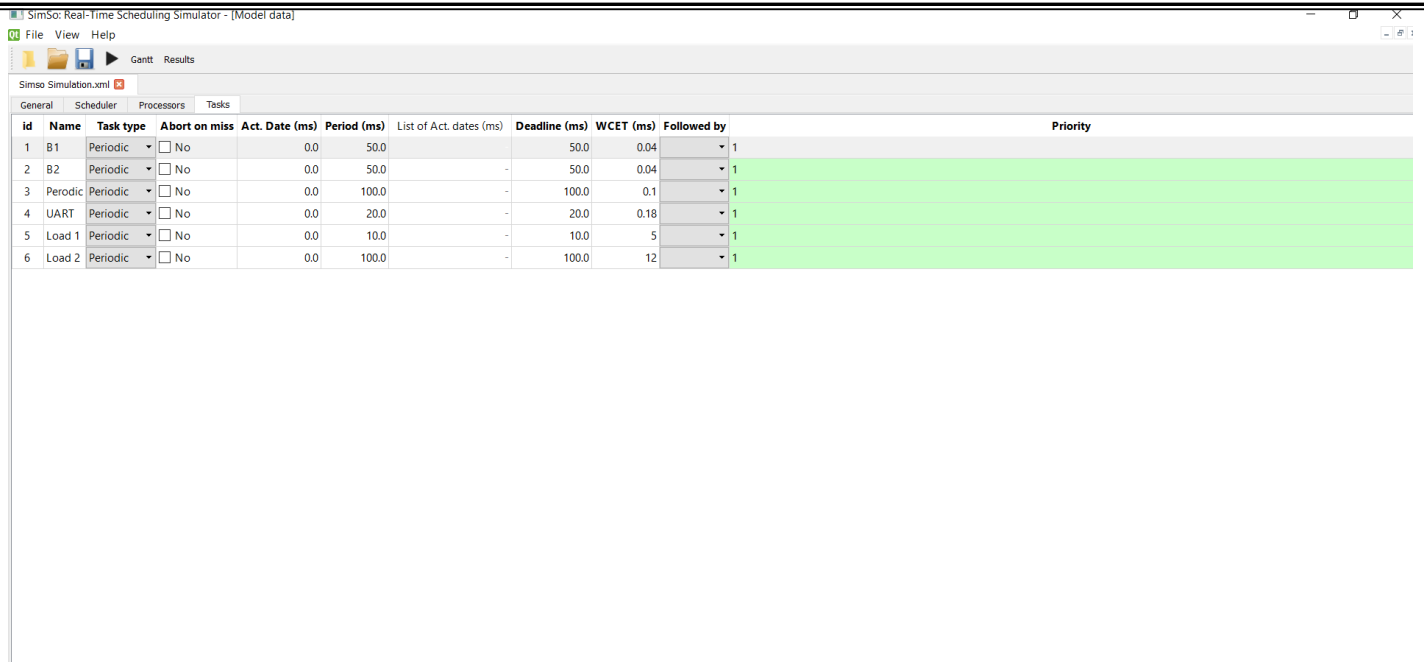 SimSo: Real-Time Scheduling Simulator - [Model data]
Qt File View Help
Gantt Results
Simso Simulation.xml
General Scheduler Processors Tasks
id Name Task type Abort on miss Act. Date (ms) Period (ms) List of Act. dates (ms) Deadline (ms) WCET (ms) Followed by Priority
1 B1 Periodic No 0.0 50.0 50.0 0.04 1
2 B2 Periodic No 0.0 50.0 - 50.0 0.04 1
3 Perodic Periodic No 0.0 100.0 - 100.0 0.1 1
4 UART Periodic No 0.0 20.0 - 20.0 0.18 1
5 Load 1 Periodic No 0.0 10.0 - 10.0 5 1
6 Load 2 Periodic No 0.0 100.0 - 100.0 12 1